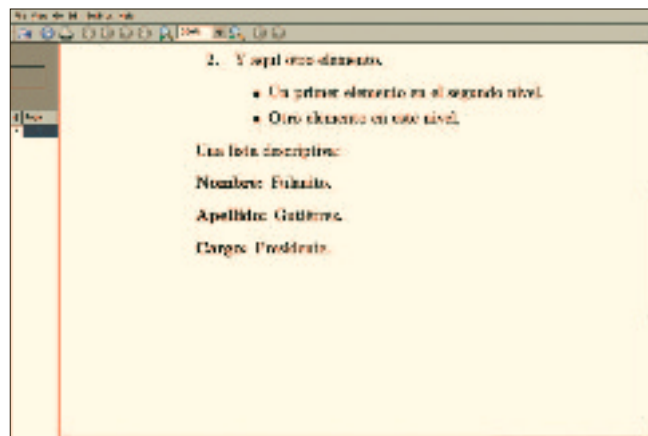 2. Y aquí otro elemento.
• Un primer elemento en el segundo nivel.
• Otro elemento en este nivel.
Una lista descriptiva:
Nombre: Fulanito.
Apellido: Gutiérrez.
Cargo: Presidente.